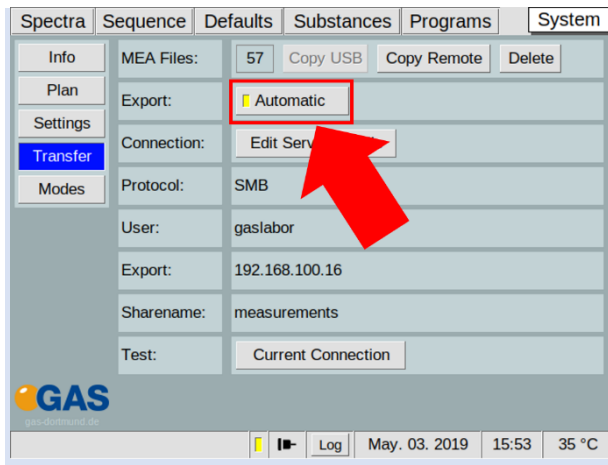 Spectra Sequence Defaults Substances Programs System
Info
Plan
Settings
Transfer
Modes
MEA Files: 57 Copy USB Copy Remote Delete
Export: Automatic
Connection: Edit
Protocol: SMB
User: gaslabor
Export: 192.168.100.16
Sharename: measurements
Test: Current Connection
GAS
gas-dortmund.de
Log May. 03. 2019 15:53 35 °C